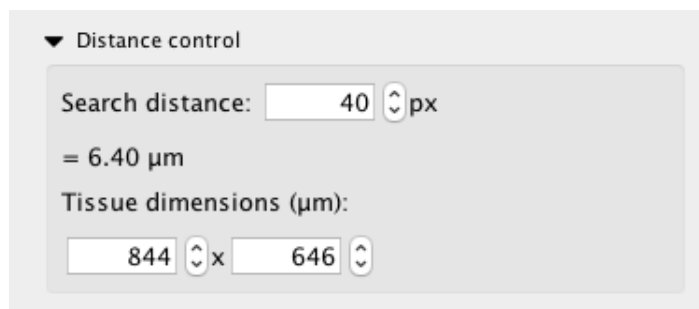 Distance control
Search distance: 40 px
= 6.40 μm
Tissue dimensions (μm):
844 x 646